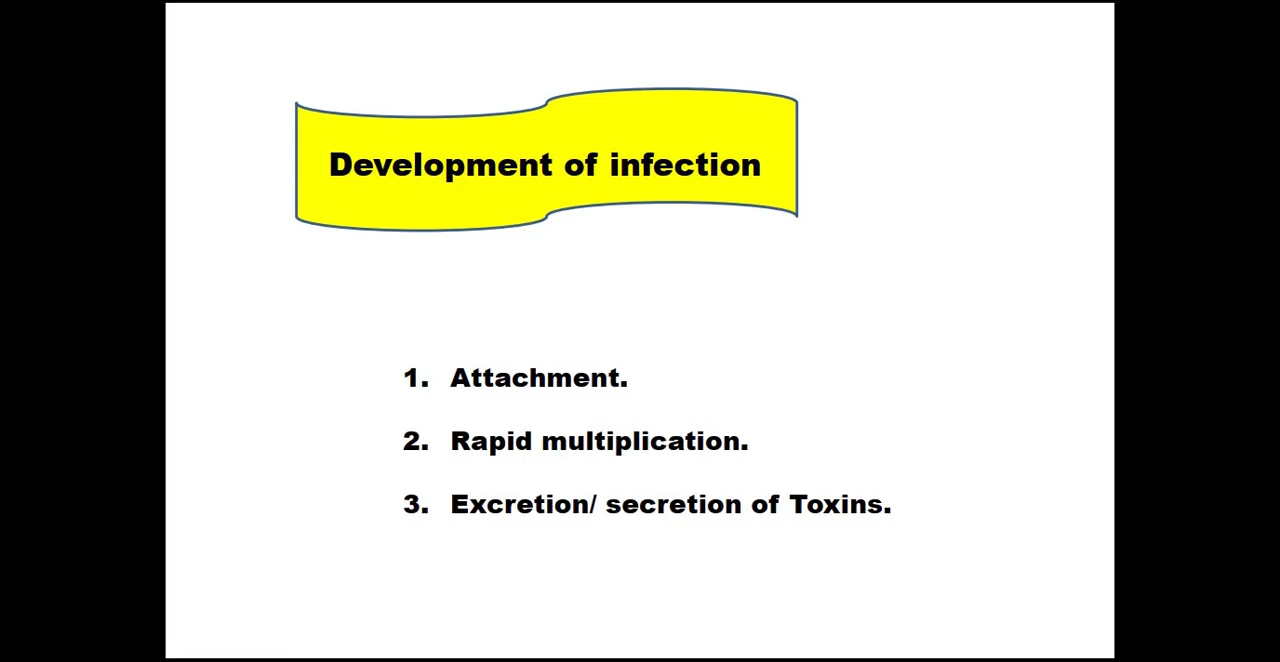 Development of infection
1. Attachment.
2. Rapid multiplication.
3. Excretion/ secretion of Toxins.